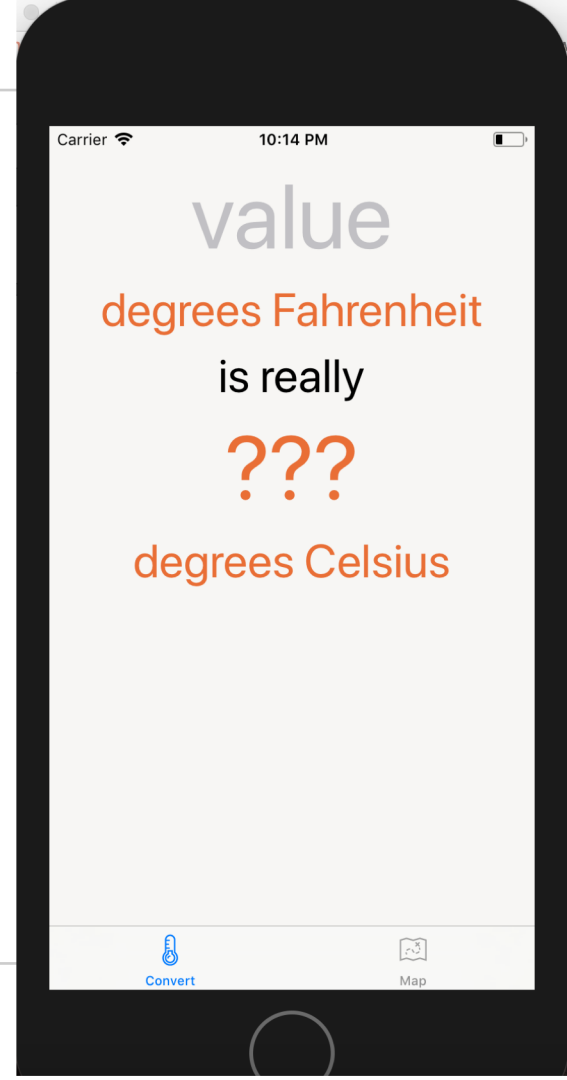 Carrier 10:14 PM
value
degrees Fahrenheit
is really
???
degrees Celsius
Convert Map